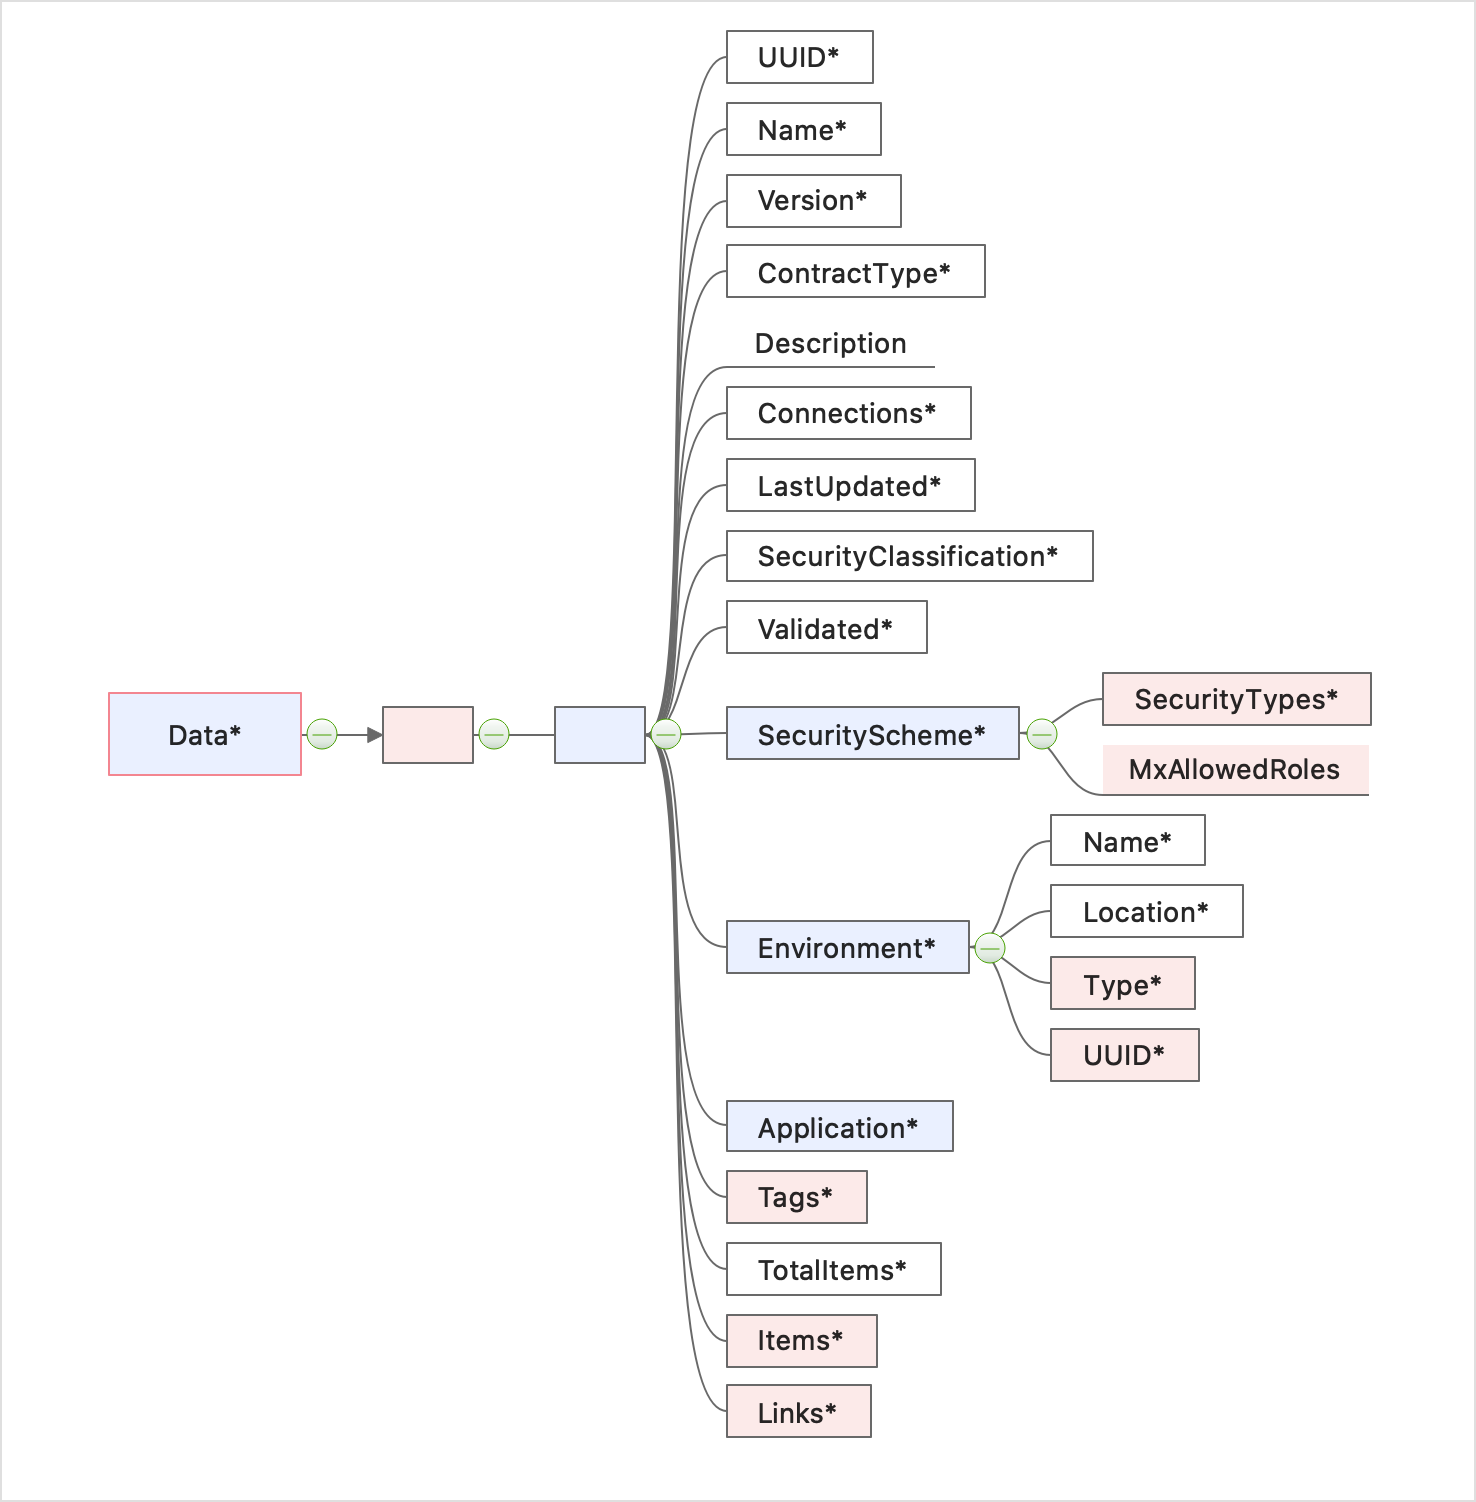 UUID*
Name*
Version*
ContractType*
Description
Connections*
LastUpdated*
SecurityClassification*
Validated*
Data*
SecurityScheme*
SecurityTypes*
MxAllowedRoles
Environment*
Name*
Location*
Type*
UUID*
Application*
Tags*
TotalItems*
Items*
Links*